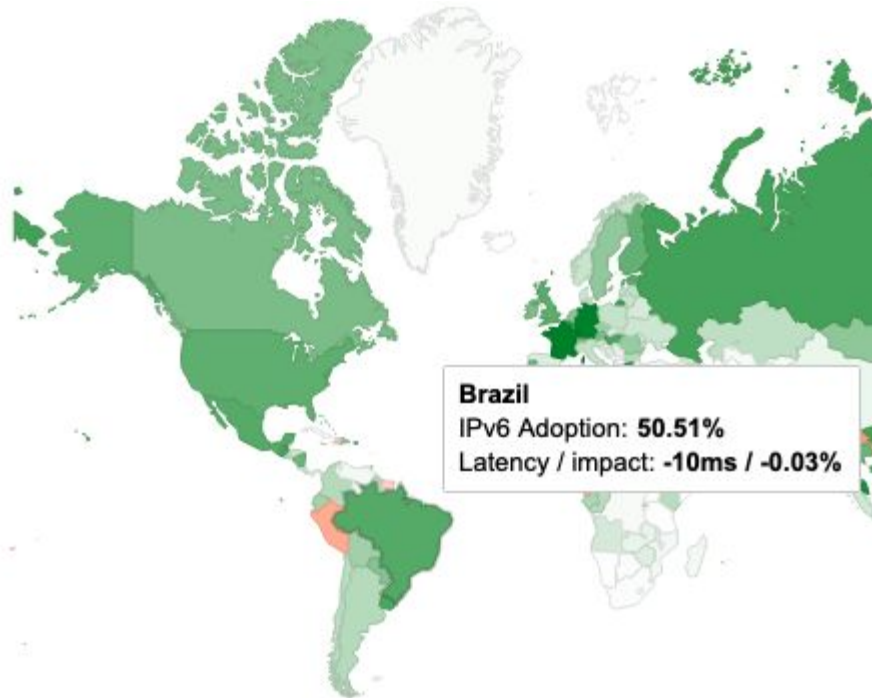 Brazil
IPv6 Adoption: 50.51%
Latency / impact: -10ms / -0.03%